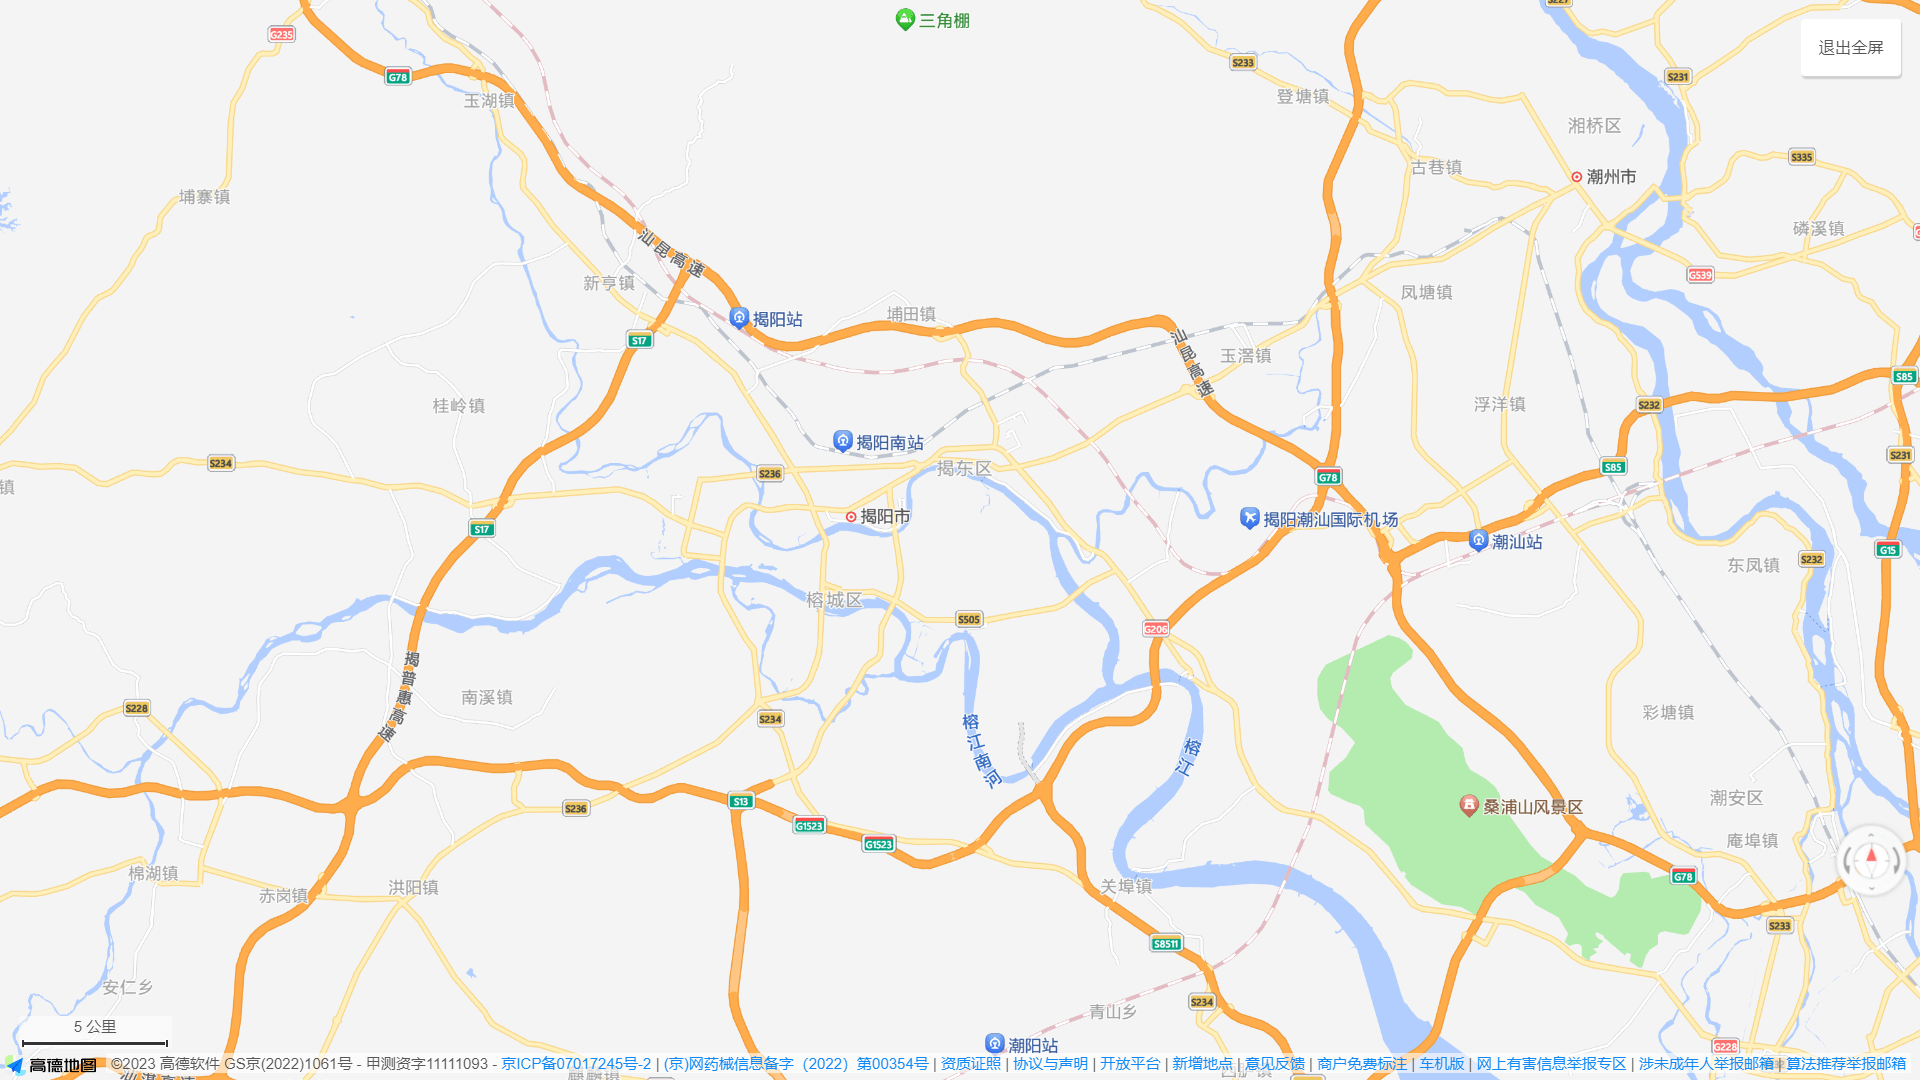 三角棚
G235
S233
S227
退出全屏
G78
S231
玉湖镇
登塘镇
湘桥区
S335
古巷镇
潮州市
埔寨镇
汕昆高速
磷溪镇
G539
新亨镇
凤塘镇
揭阳站
埔田镇
S17
汕昆高速
玉滘镇
S85
桂岭镇
浮洋镇
S232
揭阳南站
S234
S236
揭东区
G78
S85
S231
镇
揭阳市
揭阳潮汕国际机场
S17
潮汕站
G15
东凤镇
S232
榕城区
S505
G206
揭普惠高速
南溪镇
S228
S234
榕江南河
榕江
彩塘镇
S13
S236
G1523
G1523
桑浦山风景区
潮安区
庵埠镇
棉湖镇
赤岗镇
洪阳镇
关埠镇
G78
S233
S8511
安仁乡
S234
青山乡
5 公里
潮阳站
G228
高德地图
©2023 高德软件 GS京(2022)1061号 - 甲测资字11111093 - 京ICP备07017245号-2 | (京)网药械信息备字（2022）第00354号 | 资质证照 | 协议与声明 | 开放平台 | 新增地点 | 意见反馈 | 商户免费标注 | 车机版 | 网上有害信息举报专区 | 涉未成年人举报邮箱 | 算法推荐举报邮箱